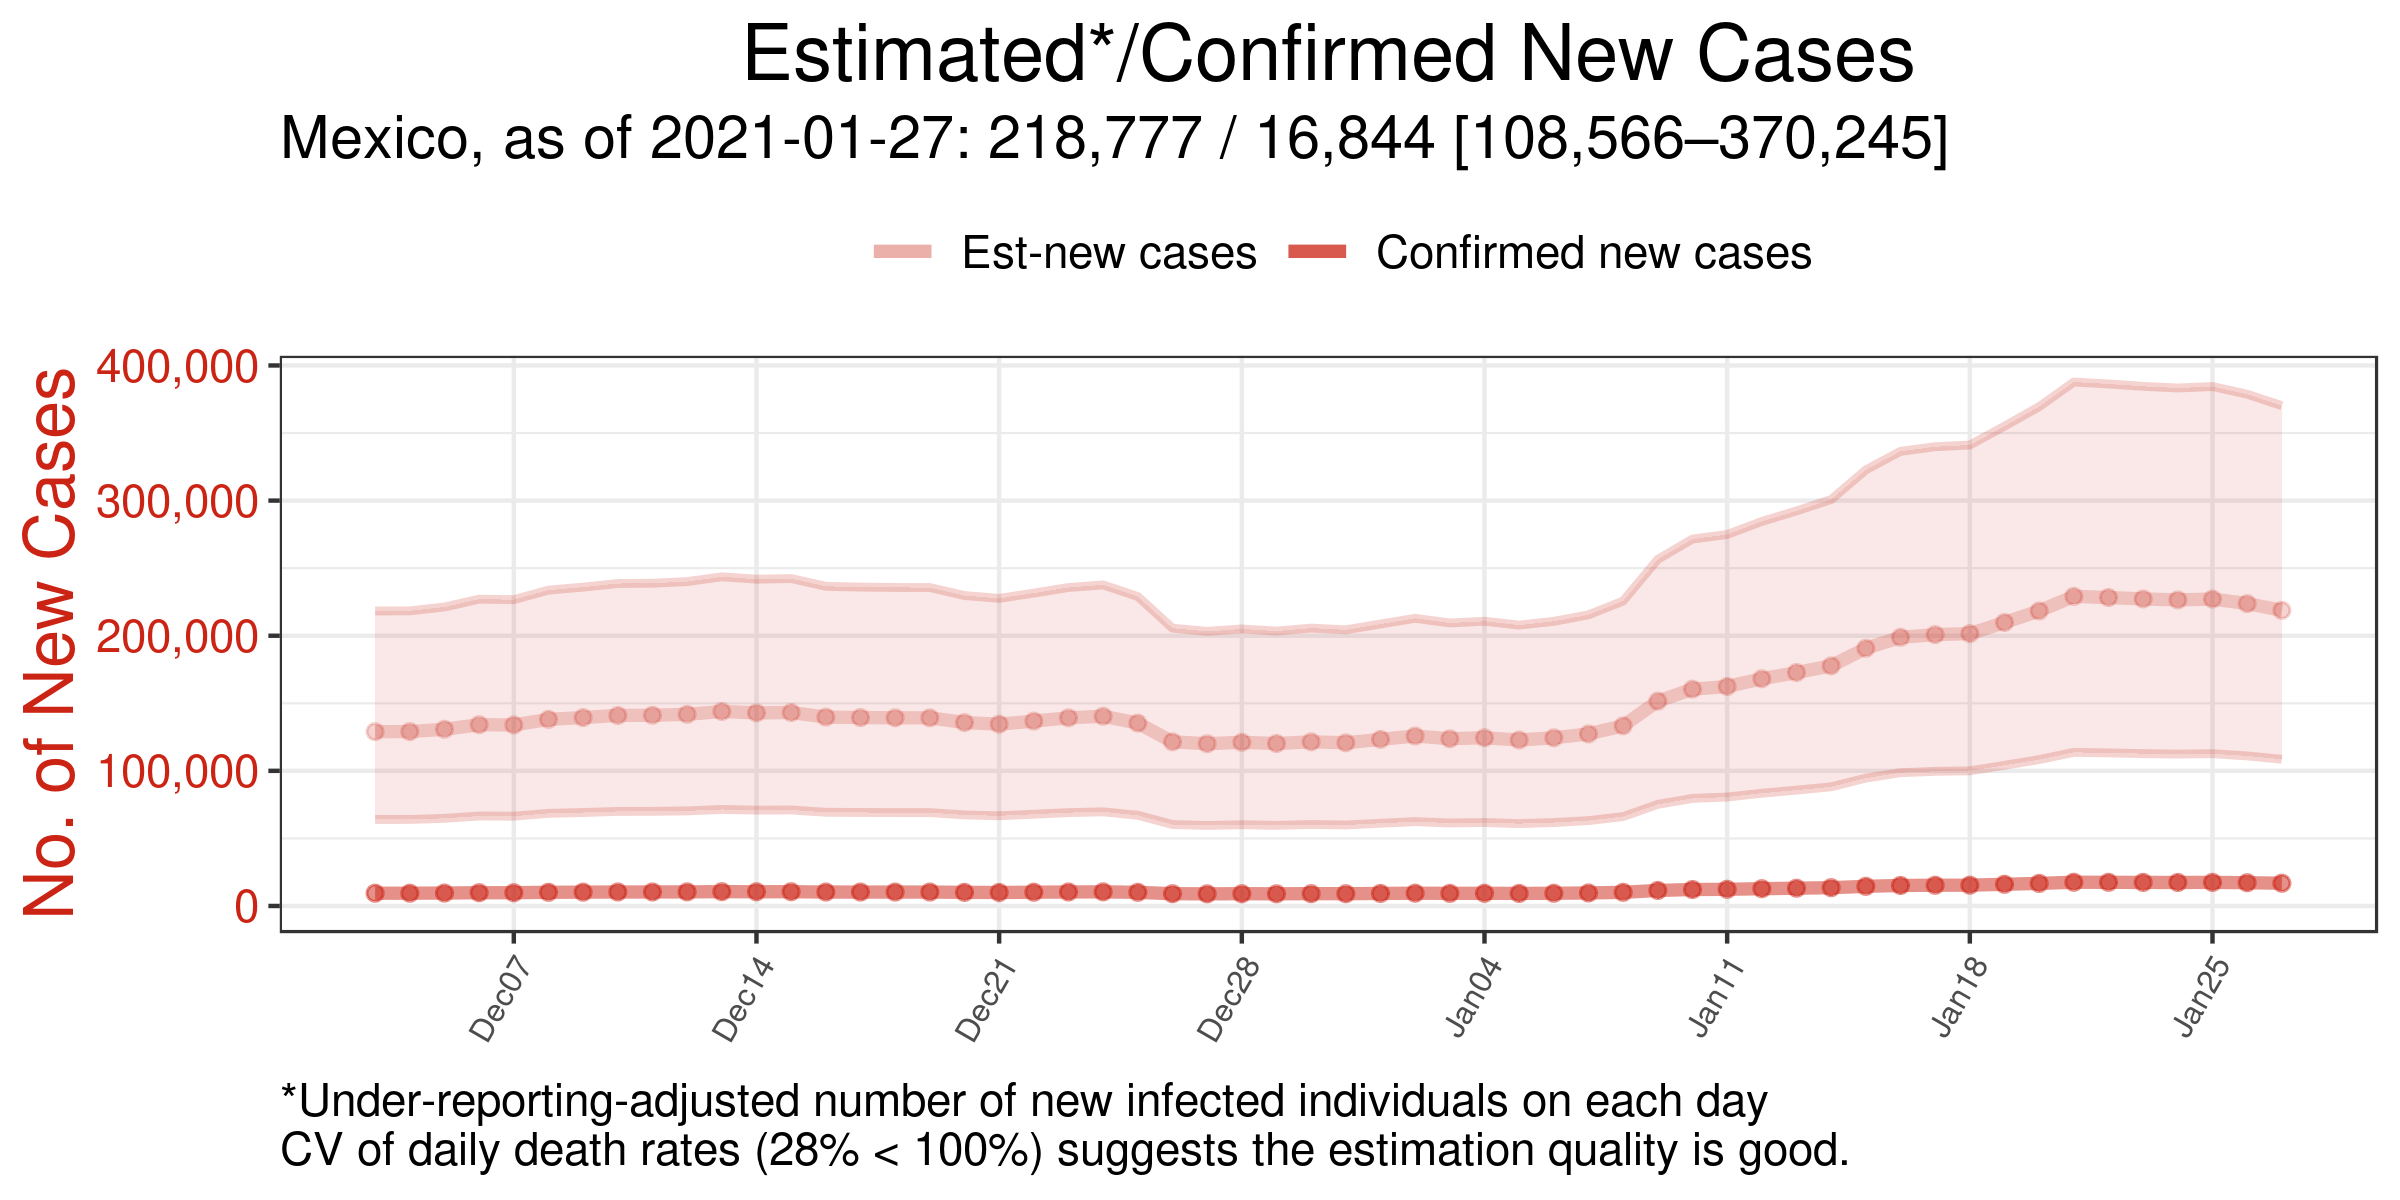 Estimated*/Confirmed New Cases
Mexico, as of 2021-01-27: 218,777 / 16,844 [108,566–370,245]
Est-new cases Confirmed new cases
No. of New Cases
400,000
300,000
200,000
100,000
0
Dec07 Dec14 Dec21 Dec28 Jan04 Jan11 Jan18 Jan25
*Under-reporting-adjusted number of new infected individuals on each day
CV of daily death rates (28% < 100%) suggests the estimation quality is good.